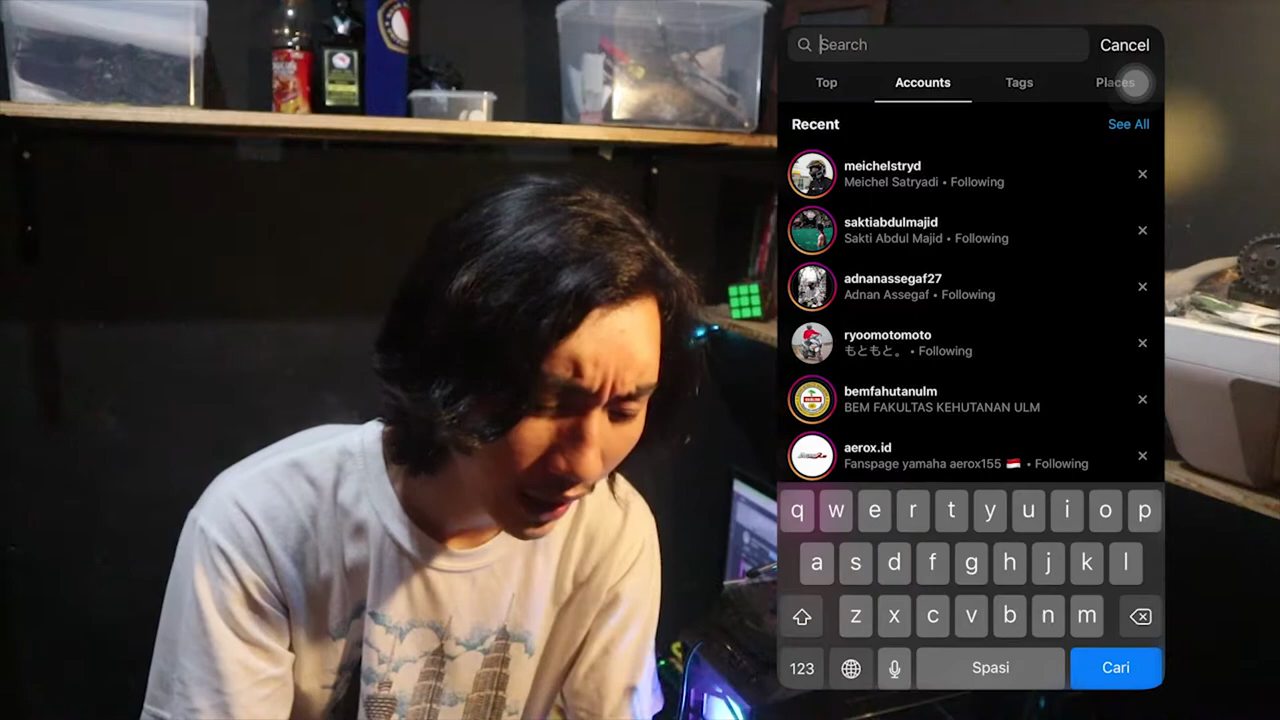 Search
Cancel
Top
Accounts
Tags
Places
Recent
See All
meichelstryd
Meichel Satryadi • Following
saktiabdulmajid
Sakti Abdul Majid • Following
adnanassegaf27
Adnan Assegaf • Following
ryoomotomoto
もともと。 • Following
bemfahutanulm
BEM FAKULTAS KEHUTANAN ULM
aerox.id
Fanspage yamaha aerox155 🇮🇩 • Following
q w e r t y u i o p
a s d f g h j k l
z x c v b n m
123
Spasi
Cari